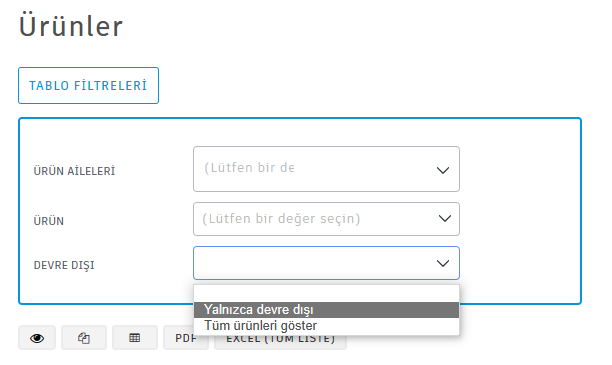 Ürünler
TABLO FİLTRELERİ
ÜRÜN AİLELERİ
(Lütfen bir de
ÜRÜN
(Lütfen bir değer seçin)
DEVRE DIŞI
Yalnızca devre dışı
Tüm ürünleri göster
PDF
EXCEL (TÜM LİSTE)